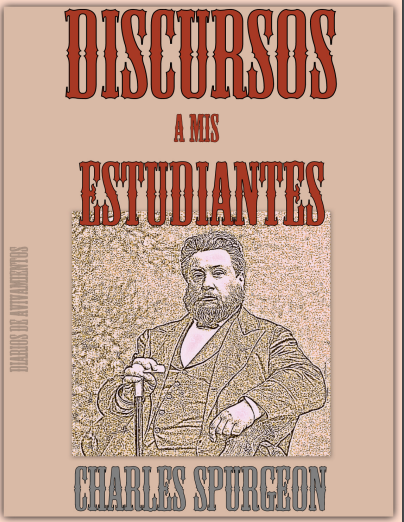 DISCURSOS
A MIS
ESTUDIANTES
DIARIOS DE AVIVAMIENTOS
CHARLES SPURGEON